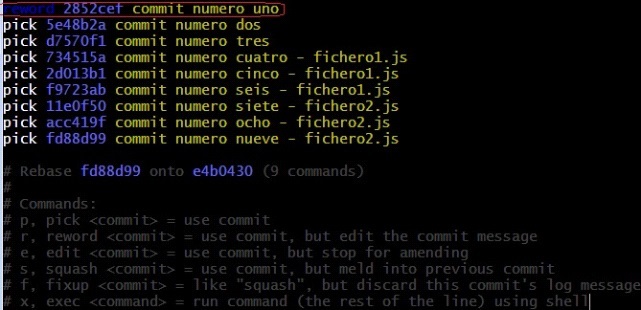 reword 2852cef commit numero uno
pick 5e48b2a commit numero dos
pick d7570f1 commit numero tres
pick 734515a commit numero cuatro - fichero1.js
pick 2d013b1 commit numero cinco - fichero1.js
pick f9723ab commit numero seis - fichero1.js
pick 11e0f50 commit numero siete - fichero2.js
pick acc419f commit numero ocho - fichero2.js
pick fd88d99 commit numero nueve - fichero2.js
# Rebase fd88d99 onto e4b0430 (9 commands)
#
# Commands:
# p, pick <commit> = use commit
# r, reword <commit> = use commit, but edit the commit message
# e, edit <commit> = use commit, but stop for amending
# s, squash <commit> = use commit, but meld into previous commit
# f, fixup <commit> = like "squash", but discard this commit's log message
# x, exec <command> = run command (the rest of the line) using shell